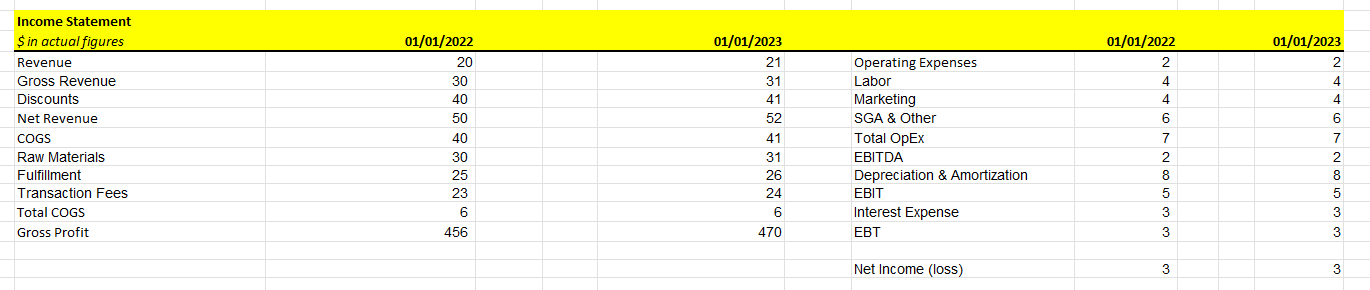 Income Statement
$ in actual figures 01/01/2022 01/01/2023 01/01/2022 01/01/2023
Revenue 20 21 Operating Expenses 2 2
Gross Revenue 30 31 Labor 4 4
Discounts 40 41 Marketing 4 4
Net Revenue 50 52 SGA & Other 6 6
COGS 40 41 Total OpEx 7 7
Raw Materials 30 31 EBITDA 2 2
Fulfillment 25 26 Depreciation & Amortization 8 8
Transaction Fees 23 24 EBIT 5 5
Total COGS 6 6 Interest Expense 3 3
Gross Profit 456 470 EBT 3 3
Net Income (loss) 3 3